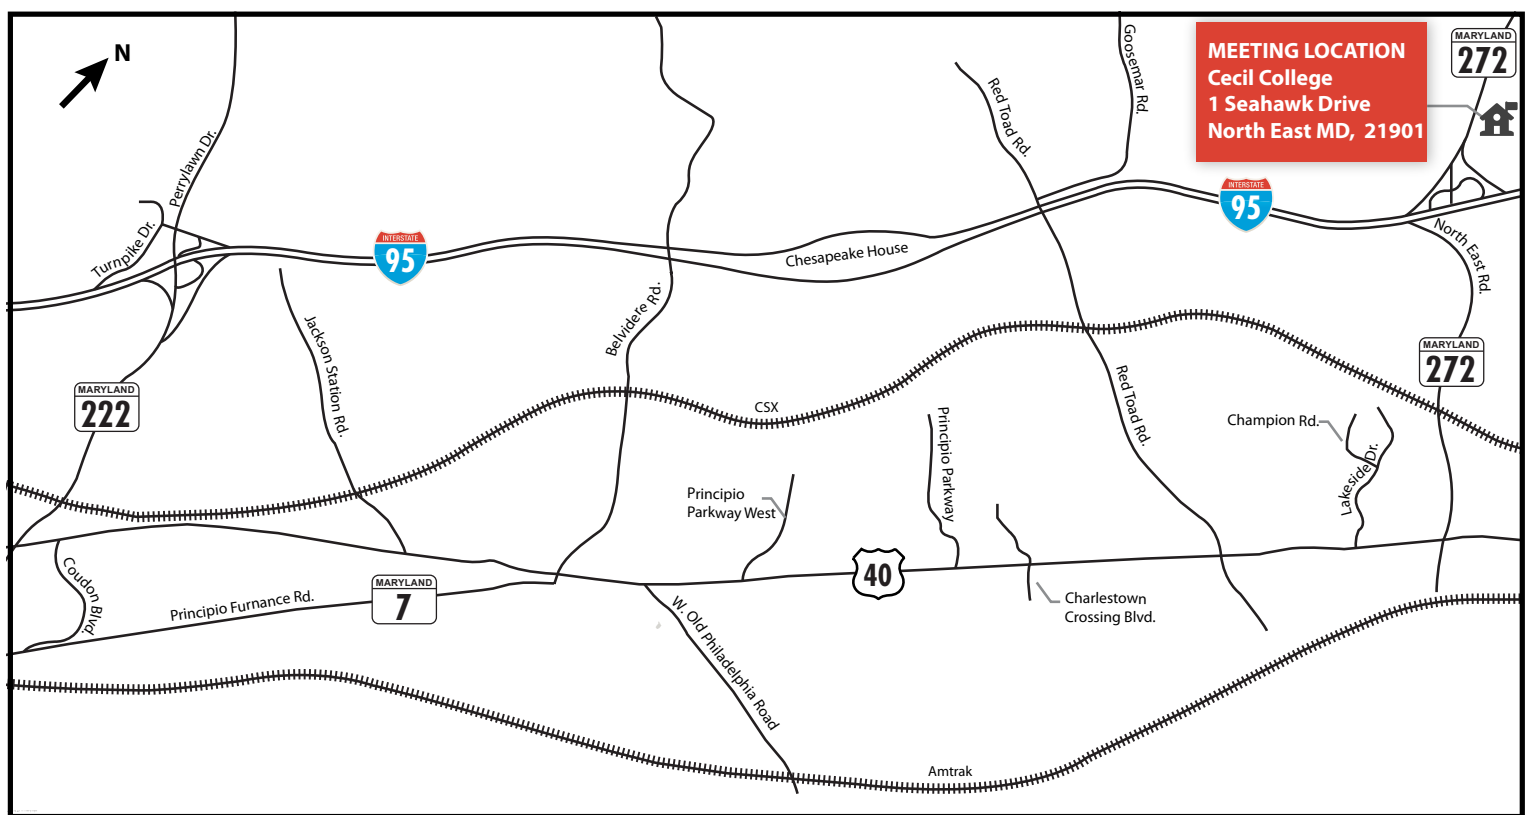 N
Goosemar Rd.
MEETING LOCATION
Cecil College
1 Seahawk Drive
North East MD, 21901
MARYLAND
272
Red Toad Rd.
Perrylawn Dr.
Turnpike Dr.
INTERSTATE
95
INTERSTATE
95
Chesapeake House
North East Rd.
Belvidere Rd.
Jackson Station Rd.
MARYLAND
222
MARYLAND
272
CSX
Red Toad Rd.
Principio Parkway
Champion Rd.
Lakeside Dr.
Principio
Parkway West
Coudon Blvd.
Principio Furnance Rd.
MARYLAND
7
40
W. Old Philadelphia Road
Charlestown
Crossing Blvd.
Amtrak